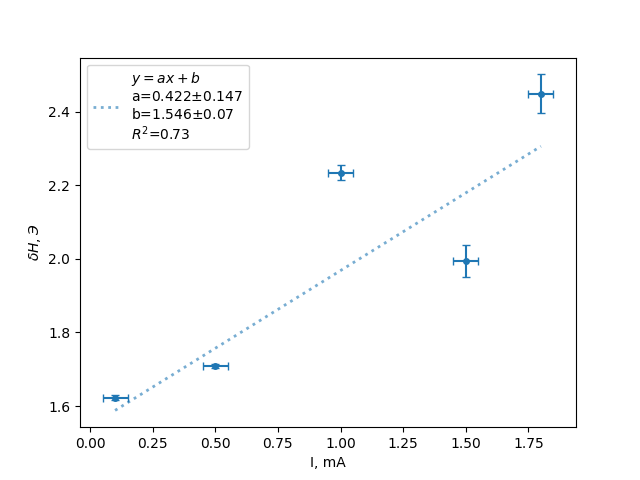 y = ax + b
a=0.422±0.147
b=1.546±0.07
R²=0.73
2.4
2.2
2.0
1.8
1.6
δH, Э
0.00 0.25 0.50 0.75 1.00 1.25 1.50 1.75
I, mA